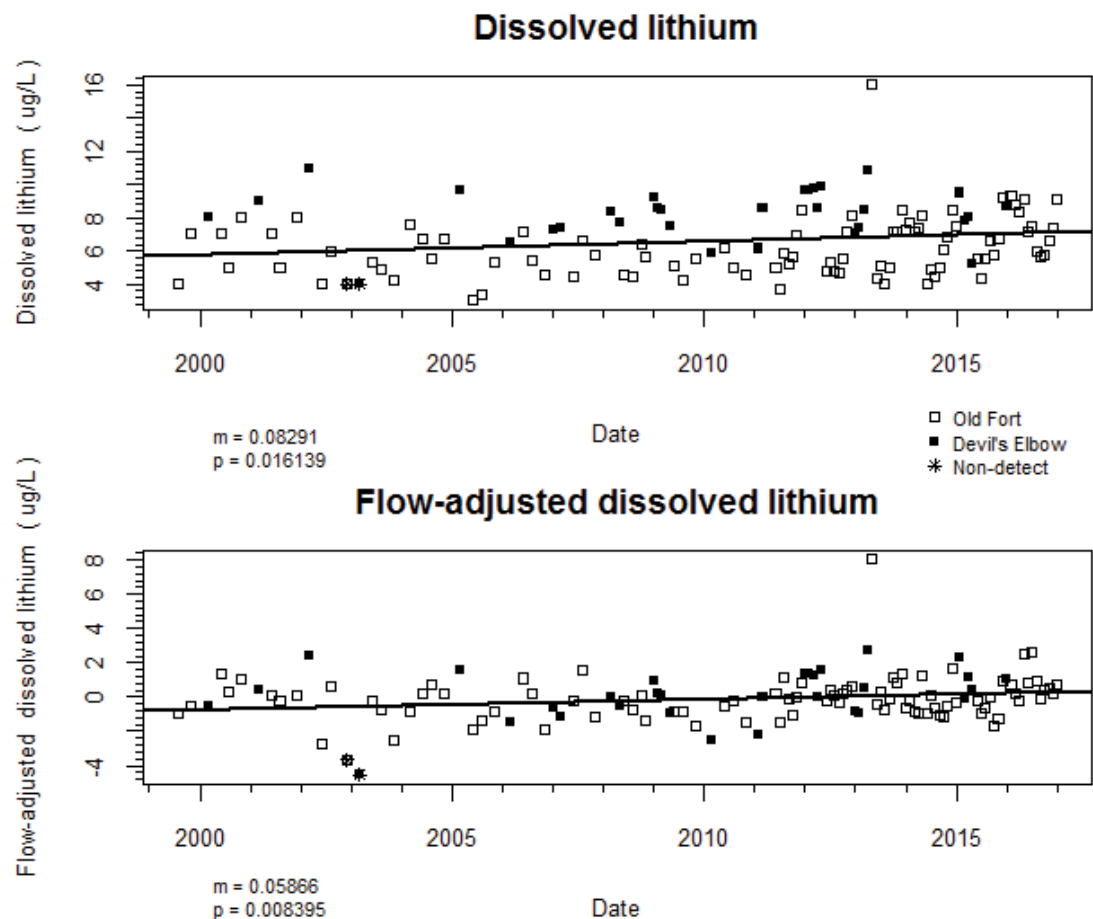 Dissolved lithium
Dissolved lithium ( ug/L )
16
12
8
6
4
2000 2005 2010 2015
Date
m = 0.08291
p = 0.016139
Old Fort
Devil's Elbow
Non-detect
Flow-adjusted dissolved lithium
Flow-adjusted dissolved lithium ( ug/L )
8
6
4
2
0
-4
2000 2005 2010 2015
Date
m = 0.05866
p = 0.008395